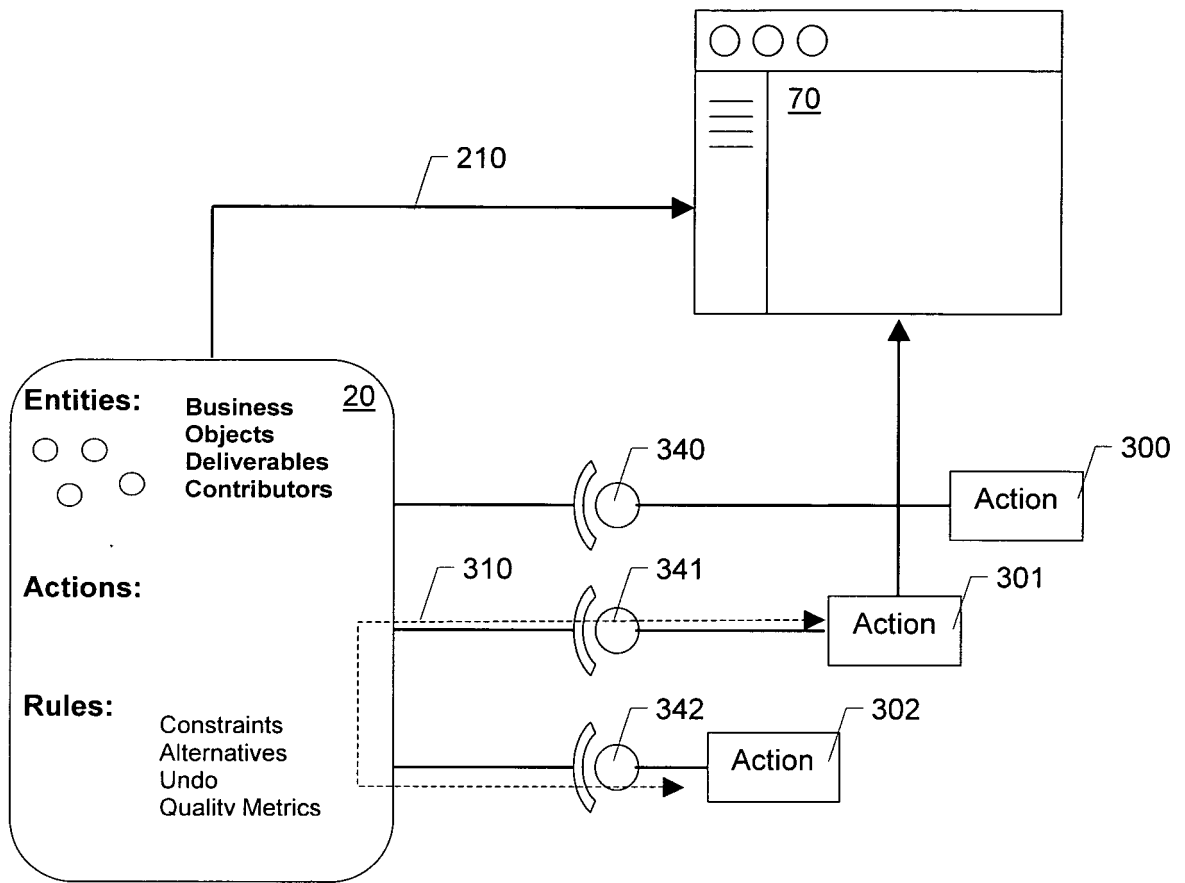 70
210
Entities:
20
Business
Objects
Deliverables
Contributors
340
300
Action
Actions:
310
341
301
Action
Rules:
Constraints
Alternatives
Undo
Quality Metrics
342
302
Action